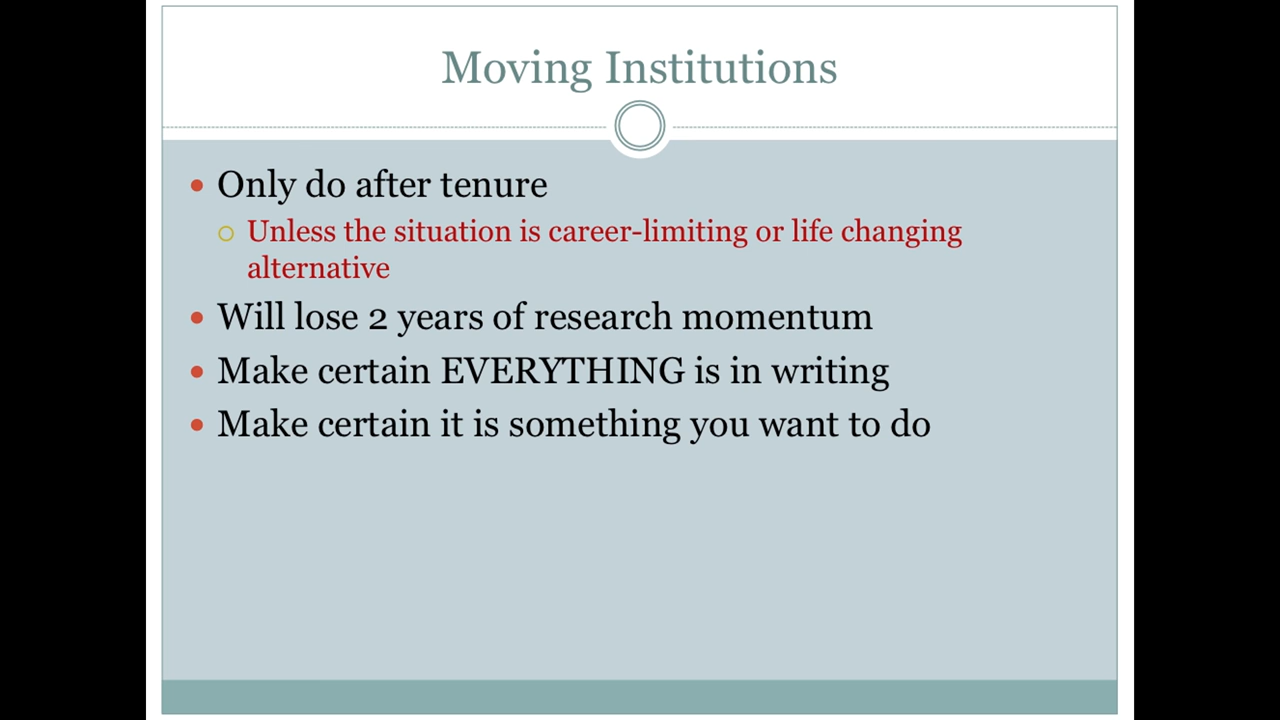 Moving Institutions
Only do after tenure
Unless the situation is career-limiting or life changing
alternative
Will lose 2 years of research momentum
Make certain EVERYTHING is in writing
Make certain it is something you want to do